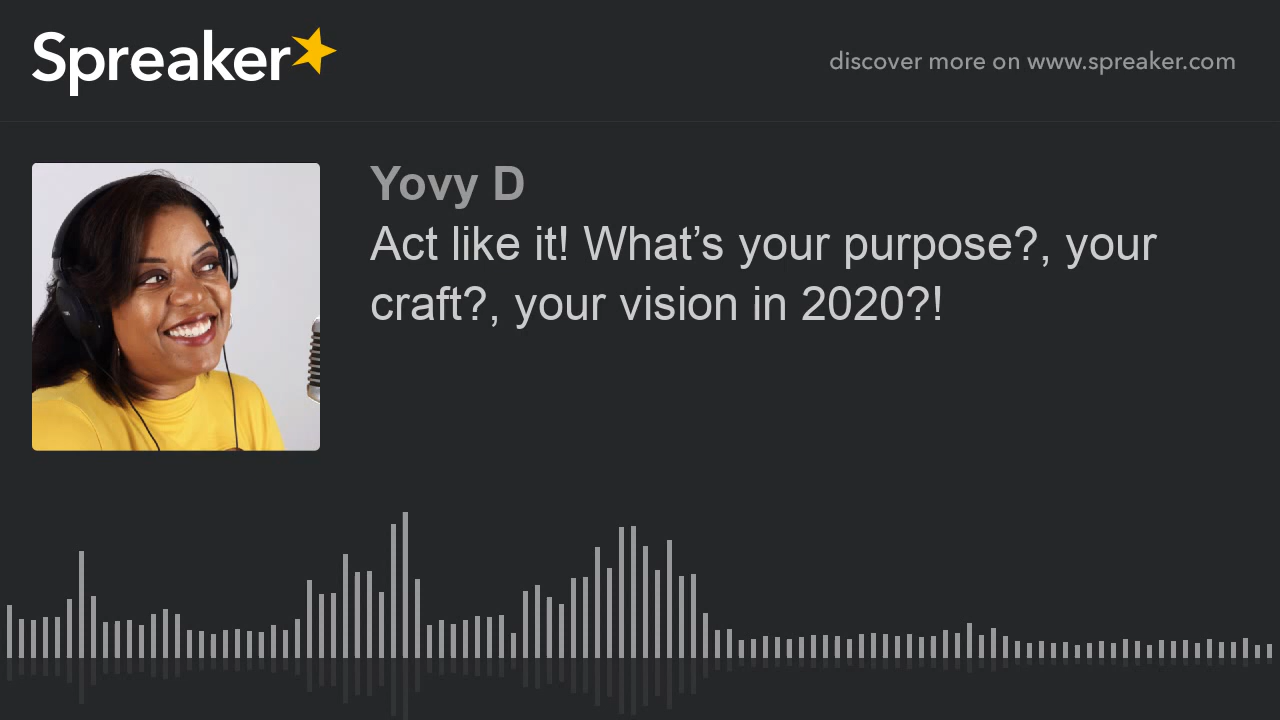 Spreaker
discover more on www.spreaker.com
Yovy D
Act like it! What’s your purpose?, your
craft?, your vision in 2020?!